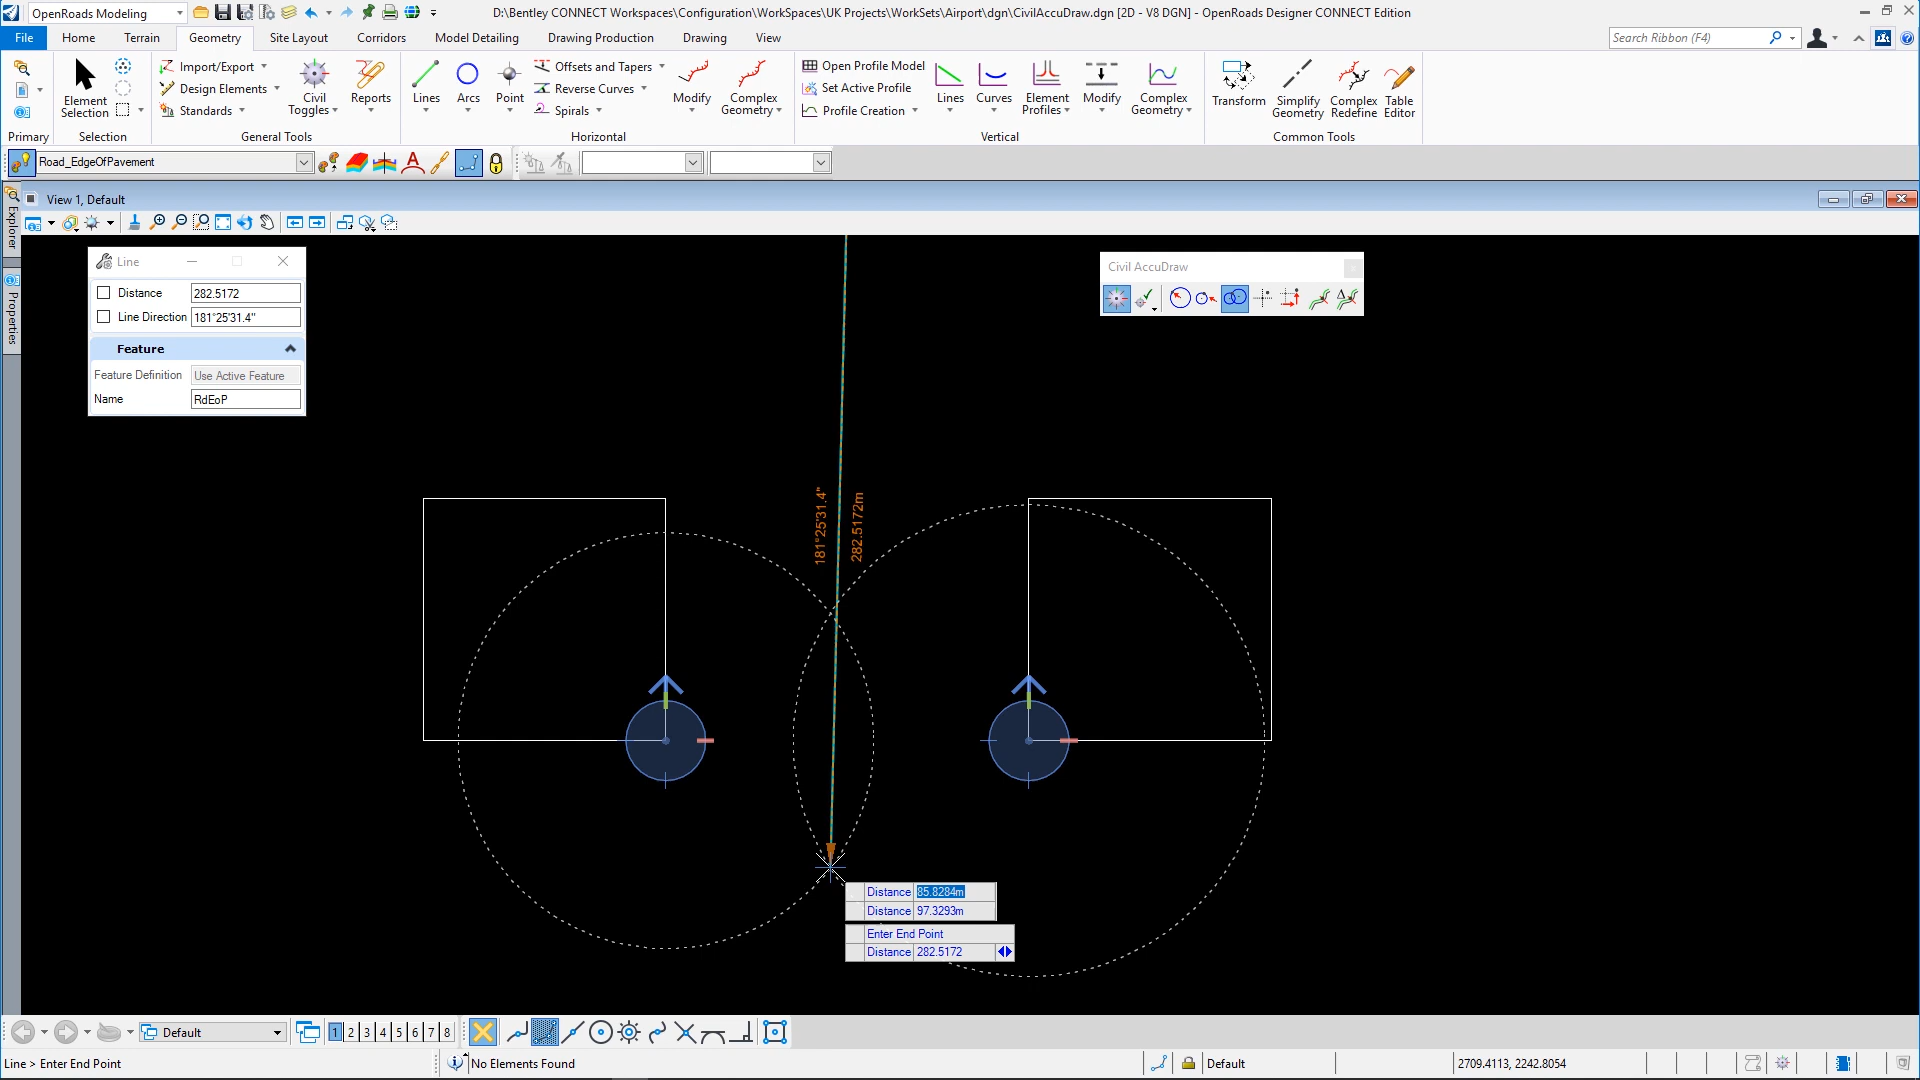 OpenRoads Modeling
D:\Bentley CONNECT Workspaces\Configuration\WorkSpaces\UK Projects\WorkSets\Airport\dgn\CivilAccuDraw.dgn [2D - V8 DGN] - OpenRoads Designer CONNECT Edition
File Home Terrain Geometry Site Layout Corridors Model Detailing Drawing Production Drawing View
Search Ribbon (F4)
Element Selection
Import/Export
Design Elements
Standards
Civil Toggles
Reports
Lines
Arcs
Point
Offsets and Tapers
Reverse Curves
Spirals
Modify
Complex Geometry
Open Profile Model
Set Active Profile
Profile Creation
Lines
Curves
Element Profiles
Modify
Complex Geometry
Transform
Simplify Geometry
Complex Redefine
Table Editor
Primary Selection General Tools Horizontal Vertical Common Tools
Road_EdgeOfPavement
View 1, Default
Explorer
Properties
Line
Distance 282.5172
Line Direction 181°25'31.4"
Feature
Feature Definition Use Active Feature
Name RdEoP
Civil AccuDraw
181°25'31.4"
282.5172m
Distance 85.8284m
Distance 97.3293m
Enter End Point
Distance 282.5172
Default
1 2 3 4 5 6 7 8
Line > Enter End Point
No Elements Found
Default
2709.4113, 2242.8054